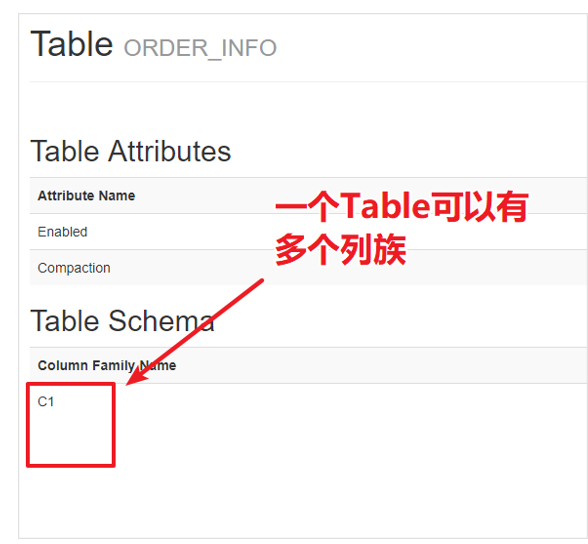 Table ORDER_INFO
Table Attributes
Attribute Name
一个Table可以有
多个列族
Enabled
Compaction
Table Schema
Column Family Name
C1